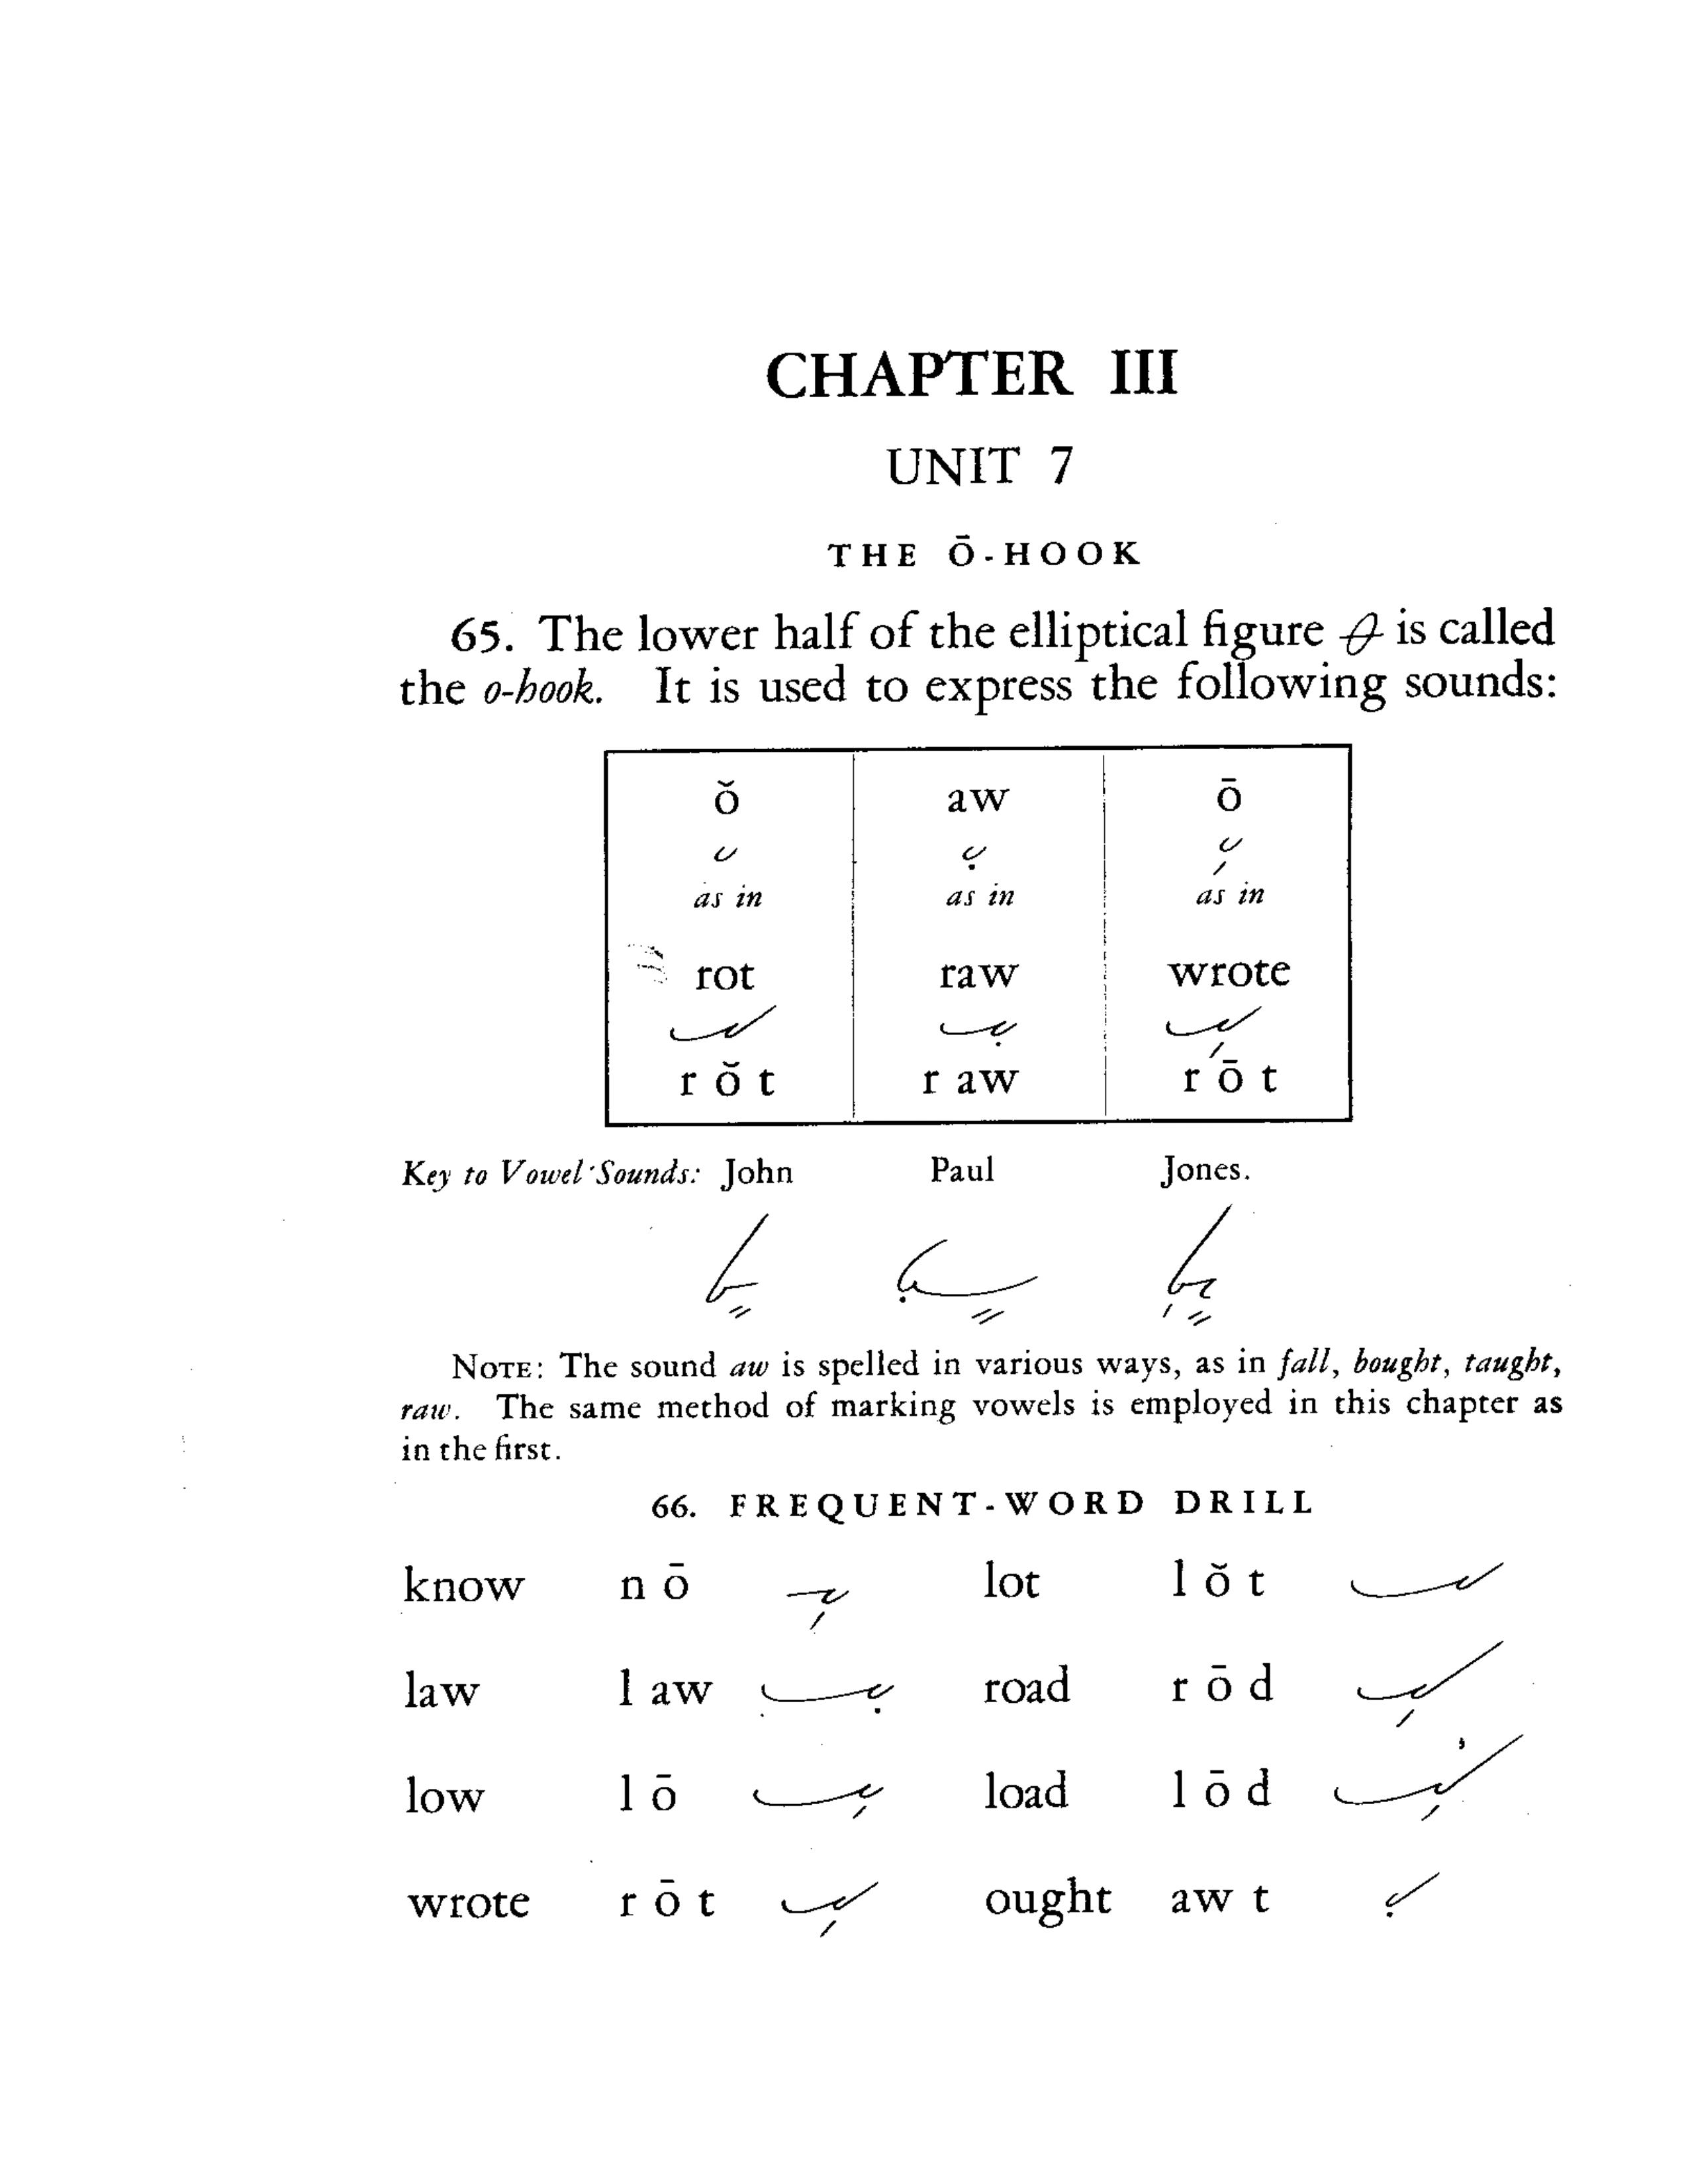 CHAPTER III
UNIT 7
THE Ō-HOOK
65. The lower half of the elliptical figure is called
the o-hook. It is used to express the following sounds:
ŏ aw ō
as in as in as in
rot raw wrote
r ŏ t r aw r ō t
Key to Vowel Sounds: John Paul Jones.
NOTE: The sound aw is spelled in various ways, as in fall, bought, taught,
raw. The same method of marking vowels is employed in this chapter as
in the first.
66. FREQUENT-WORD DRILL
know n ō lot l ŏ t
law l aw road r ō d
low l ō load l ō d
wrote r ō t ought aw t